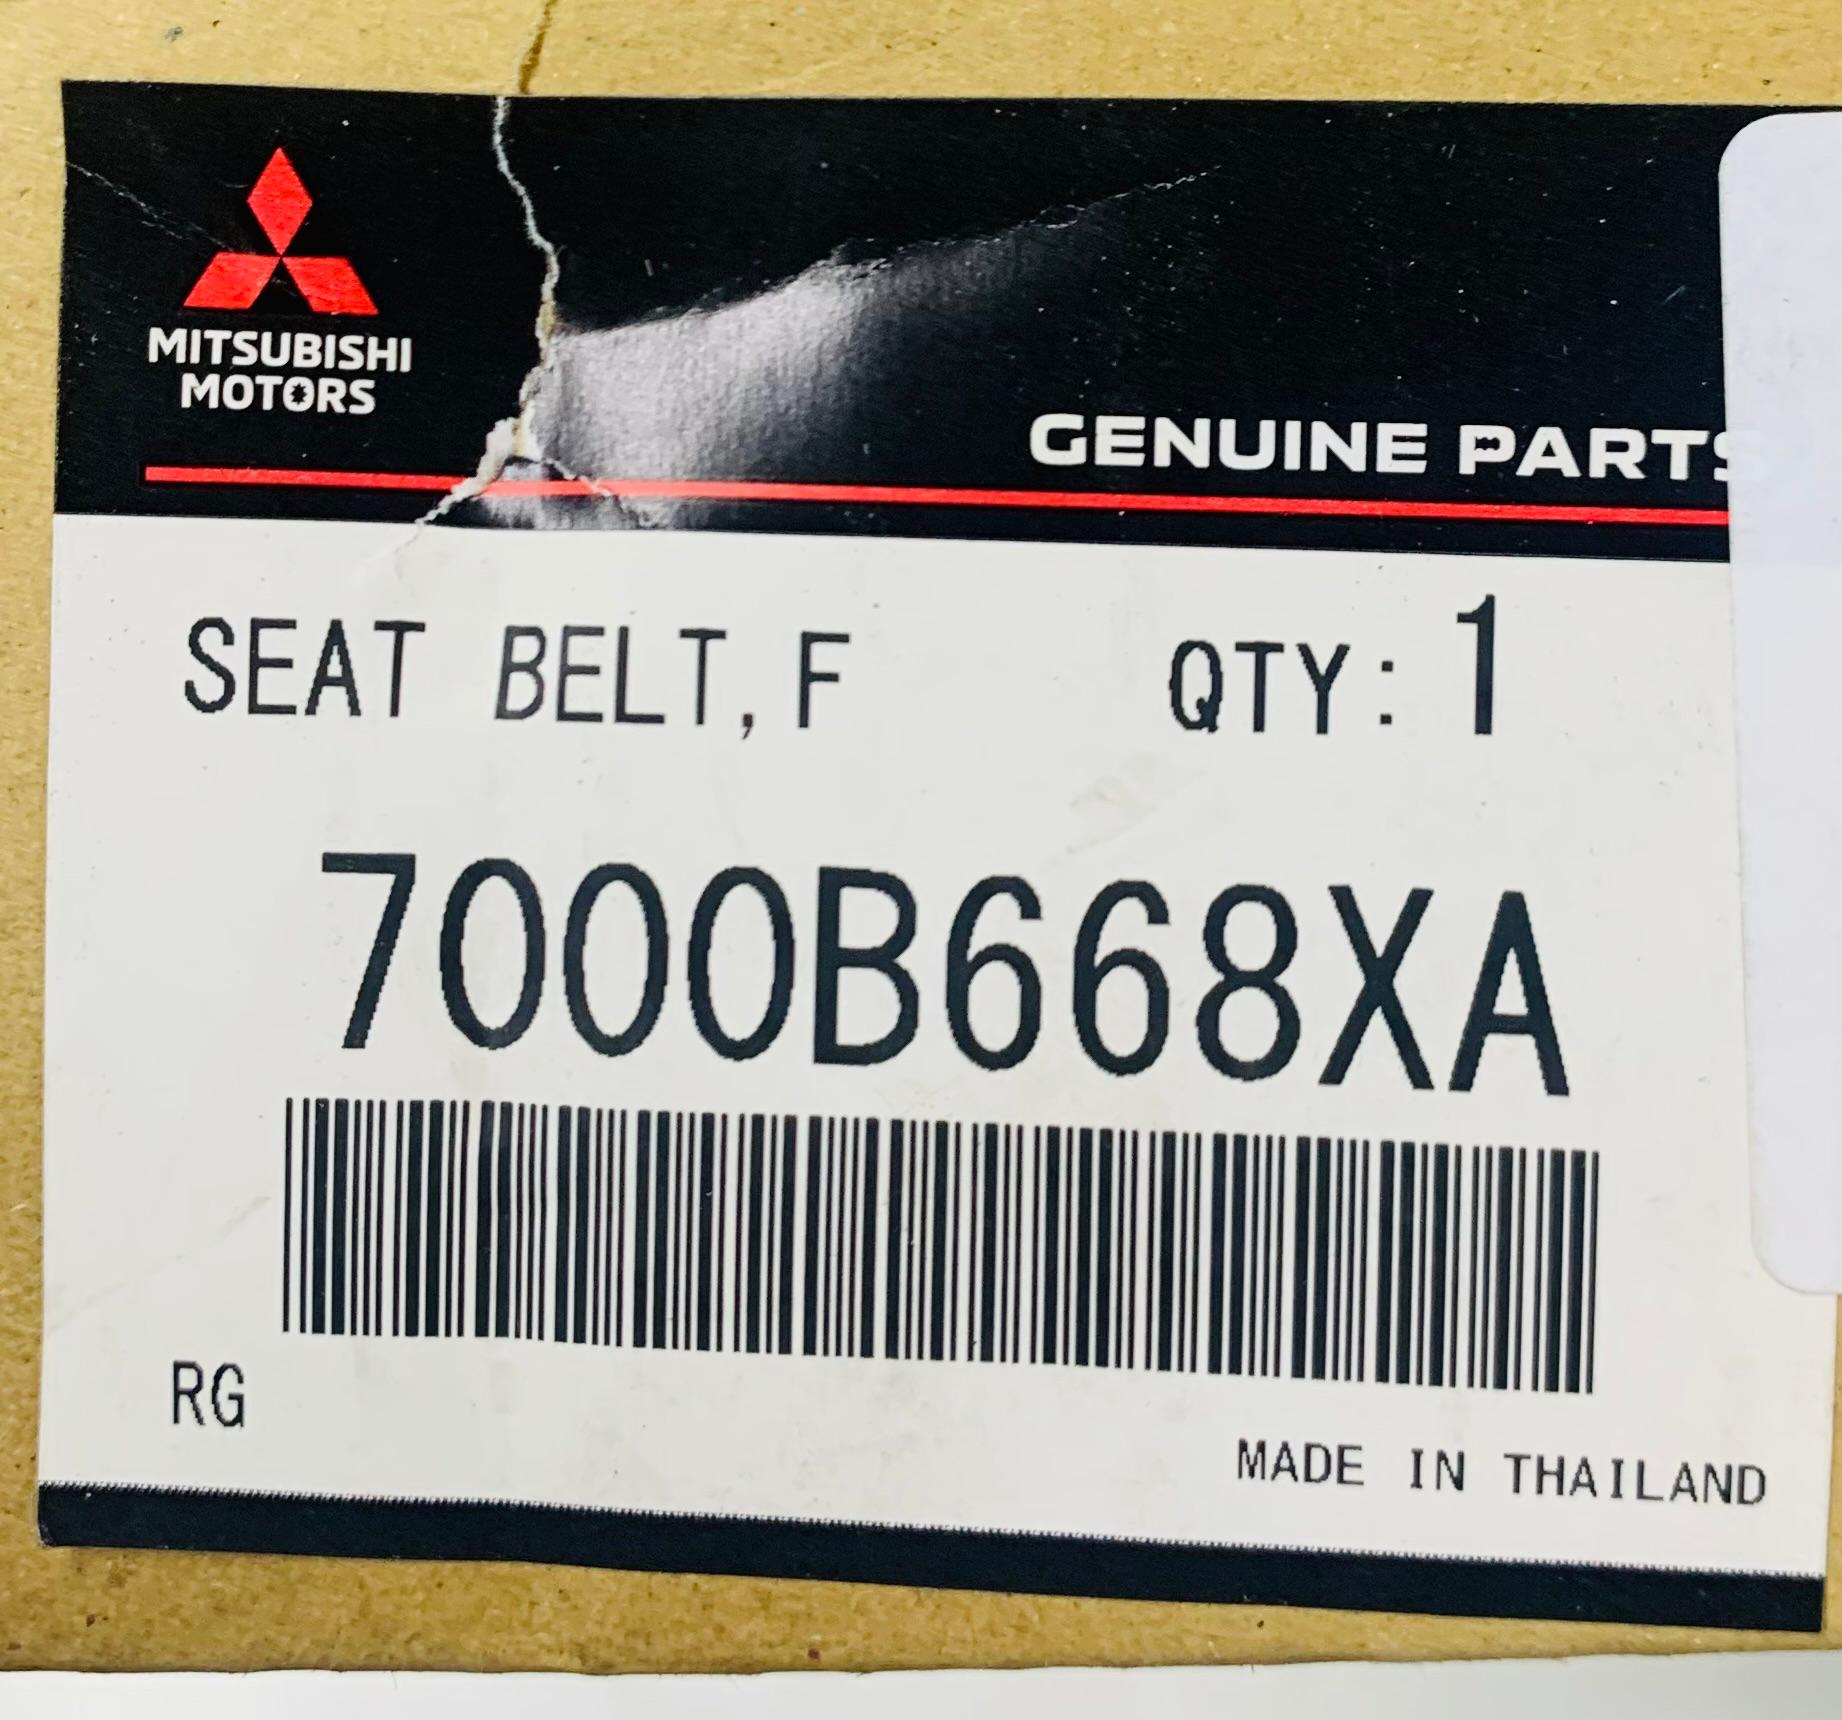 MITSUBISHI
MOTORS
GENUINE PARTS
SEAT BELT, F QTY: 1
7000B668XA
RG
MADE IN THAILAND